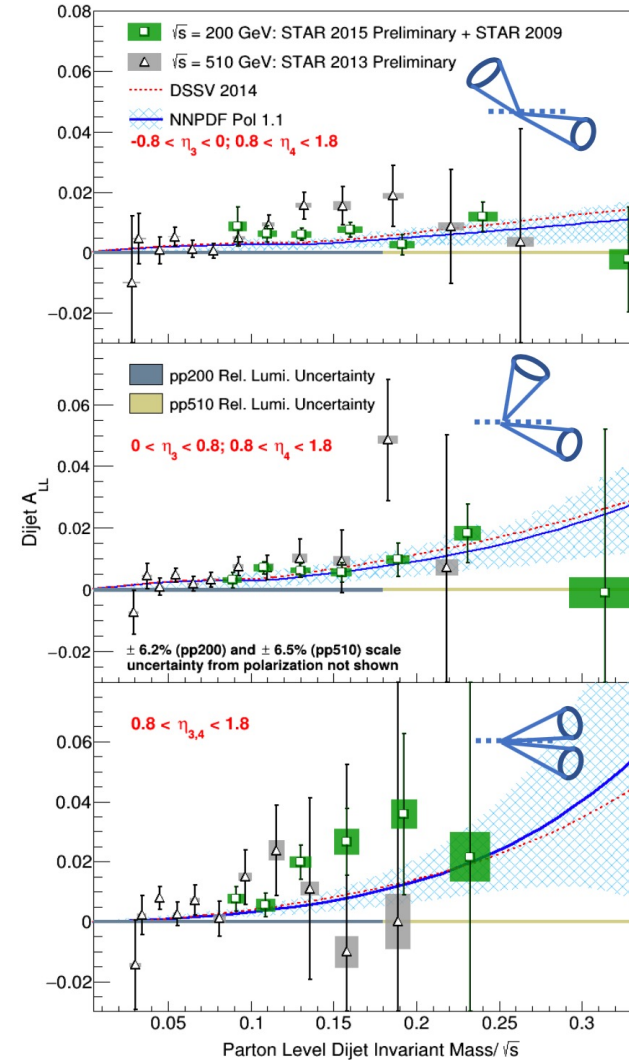 0.08
√s = 200 GeV: STAR 2015 Preliminary + STAR 2009
√s = 510 GeV: STAR 2013 Preliminary
0.06
DSSV 2014
NNPDF Pol 1.1
0.04
-0.8 < η3 < 0; 0.8 < η4 < 1.8
0.02
0
−0.02
pp200 Rel. Lumi. Uncertainty
0.06
pp510 Rel. Lumi. Uncertainty
0 < η3 < 0.8; 0.8 < η4 < 1.8
0.04
0.02
0
± 6.2% (pp200) and ± 6.5% (pp510) scale
−0.02
uncertainty from polarization not shown
0.8 < η3,4 < 1.8
0.06
0.04
0.02
0
−0.02
Dijet ALL
0.05 0.1 0.15 0.2 0.25 0.3
Parton Level Dijet Invariant Mass/ √s